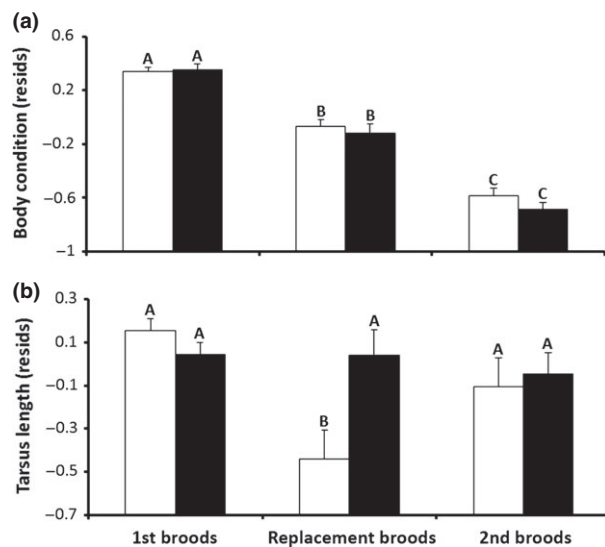 (a)
Body condition (resids)
0.6
0.2
−0.2
−0.6
−1
A A
B B
C C
(b)
Tarsus length (resids)
0.3
0.1
−0.1
−0.3
−0.5
−0.7
A A
B A
A A
1st broods Replacement broods 2nd broods